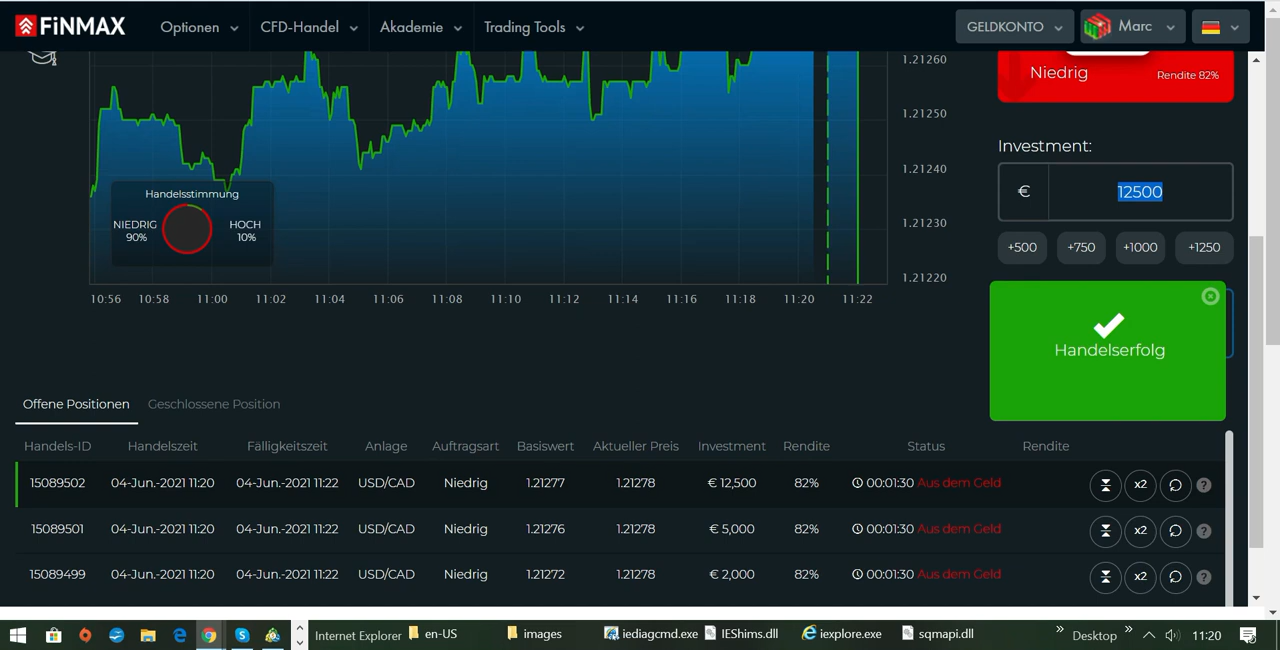 FiNMAX Optionen CFD-Handel Akademie Trading Tools GELDKONTO Marc
1.21260
Niedrig Rendite 82%
1.21250
Investment:
1.21240
€ 12500
Handelsstimmung
NIEDRIG 90% HOCH 10%
1.21230
+500 +750 +1000 +1250
1.21220
10:56 10:58 11:00 11:02 11:04 11:06 11:08 11:10 11:12 11:14 11:16 11:18 11:20 11:22
Handelserfolg
Offene Positionen Geschlossene Position
Handels-ID Handelszeit Fälligkeitszeit Anlage Auftragsart Basiswert Aktueller Preis Investment Rendite Status Rendite
15089502 04-Jun.-2021 11:20 04-Jun.-2021 11:22 USD/CAD Niedrig 1.21277 1.21278 € 12,500 82% 00:01:30 Aus dem Geld x2 ?
15089501 04-Jun.-2021 11:20 04-Jun.-2021 11:22 USD/CAD Niedrig 1.21276 1.21278 € 5,000 82% 00:01:30 Aus dem Geld x2 ?
15089499 04-Jun.-2021 11:20 04-Jun.-2021 11:22 USD/CAD Niedrig 1.21272 1.21278 € 2,000 82% 00:01:30 Aus dem Geld x2 ?
Internet Explorer en-US images iediagcmd.exe IEShims.dll iexplore.exe sqmapi.dll » Desktop » 11:20